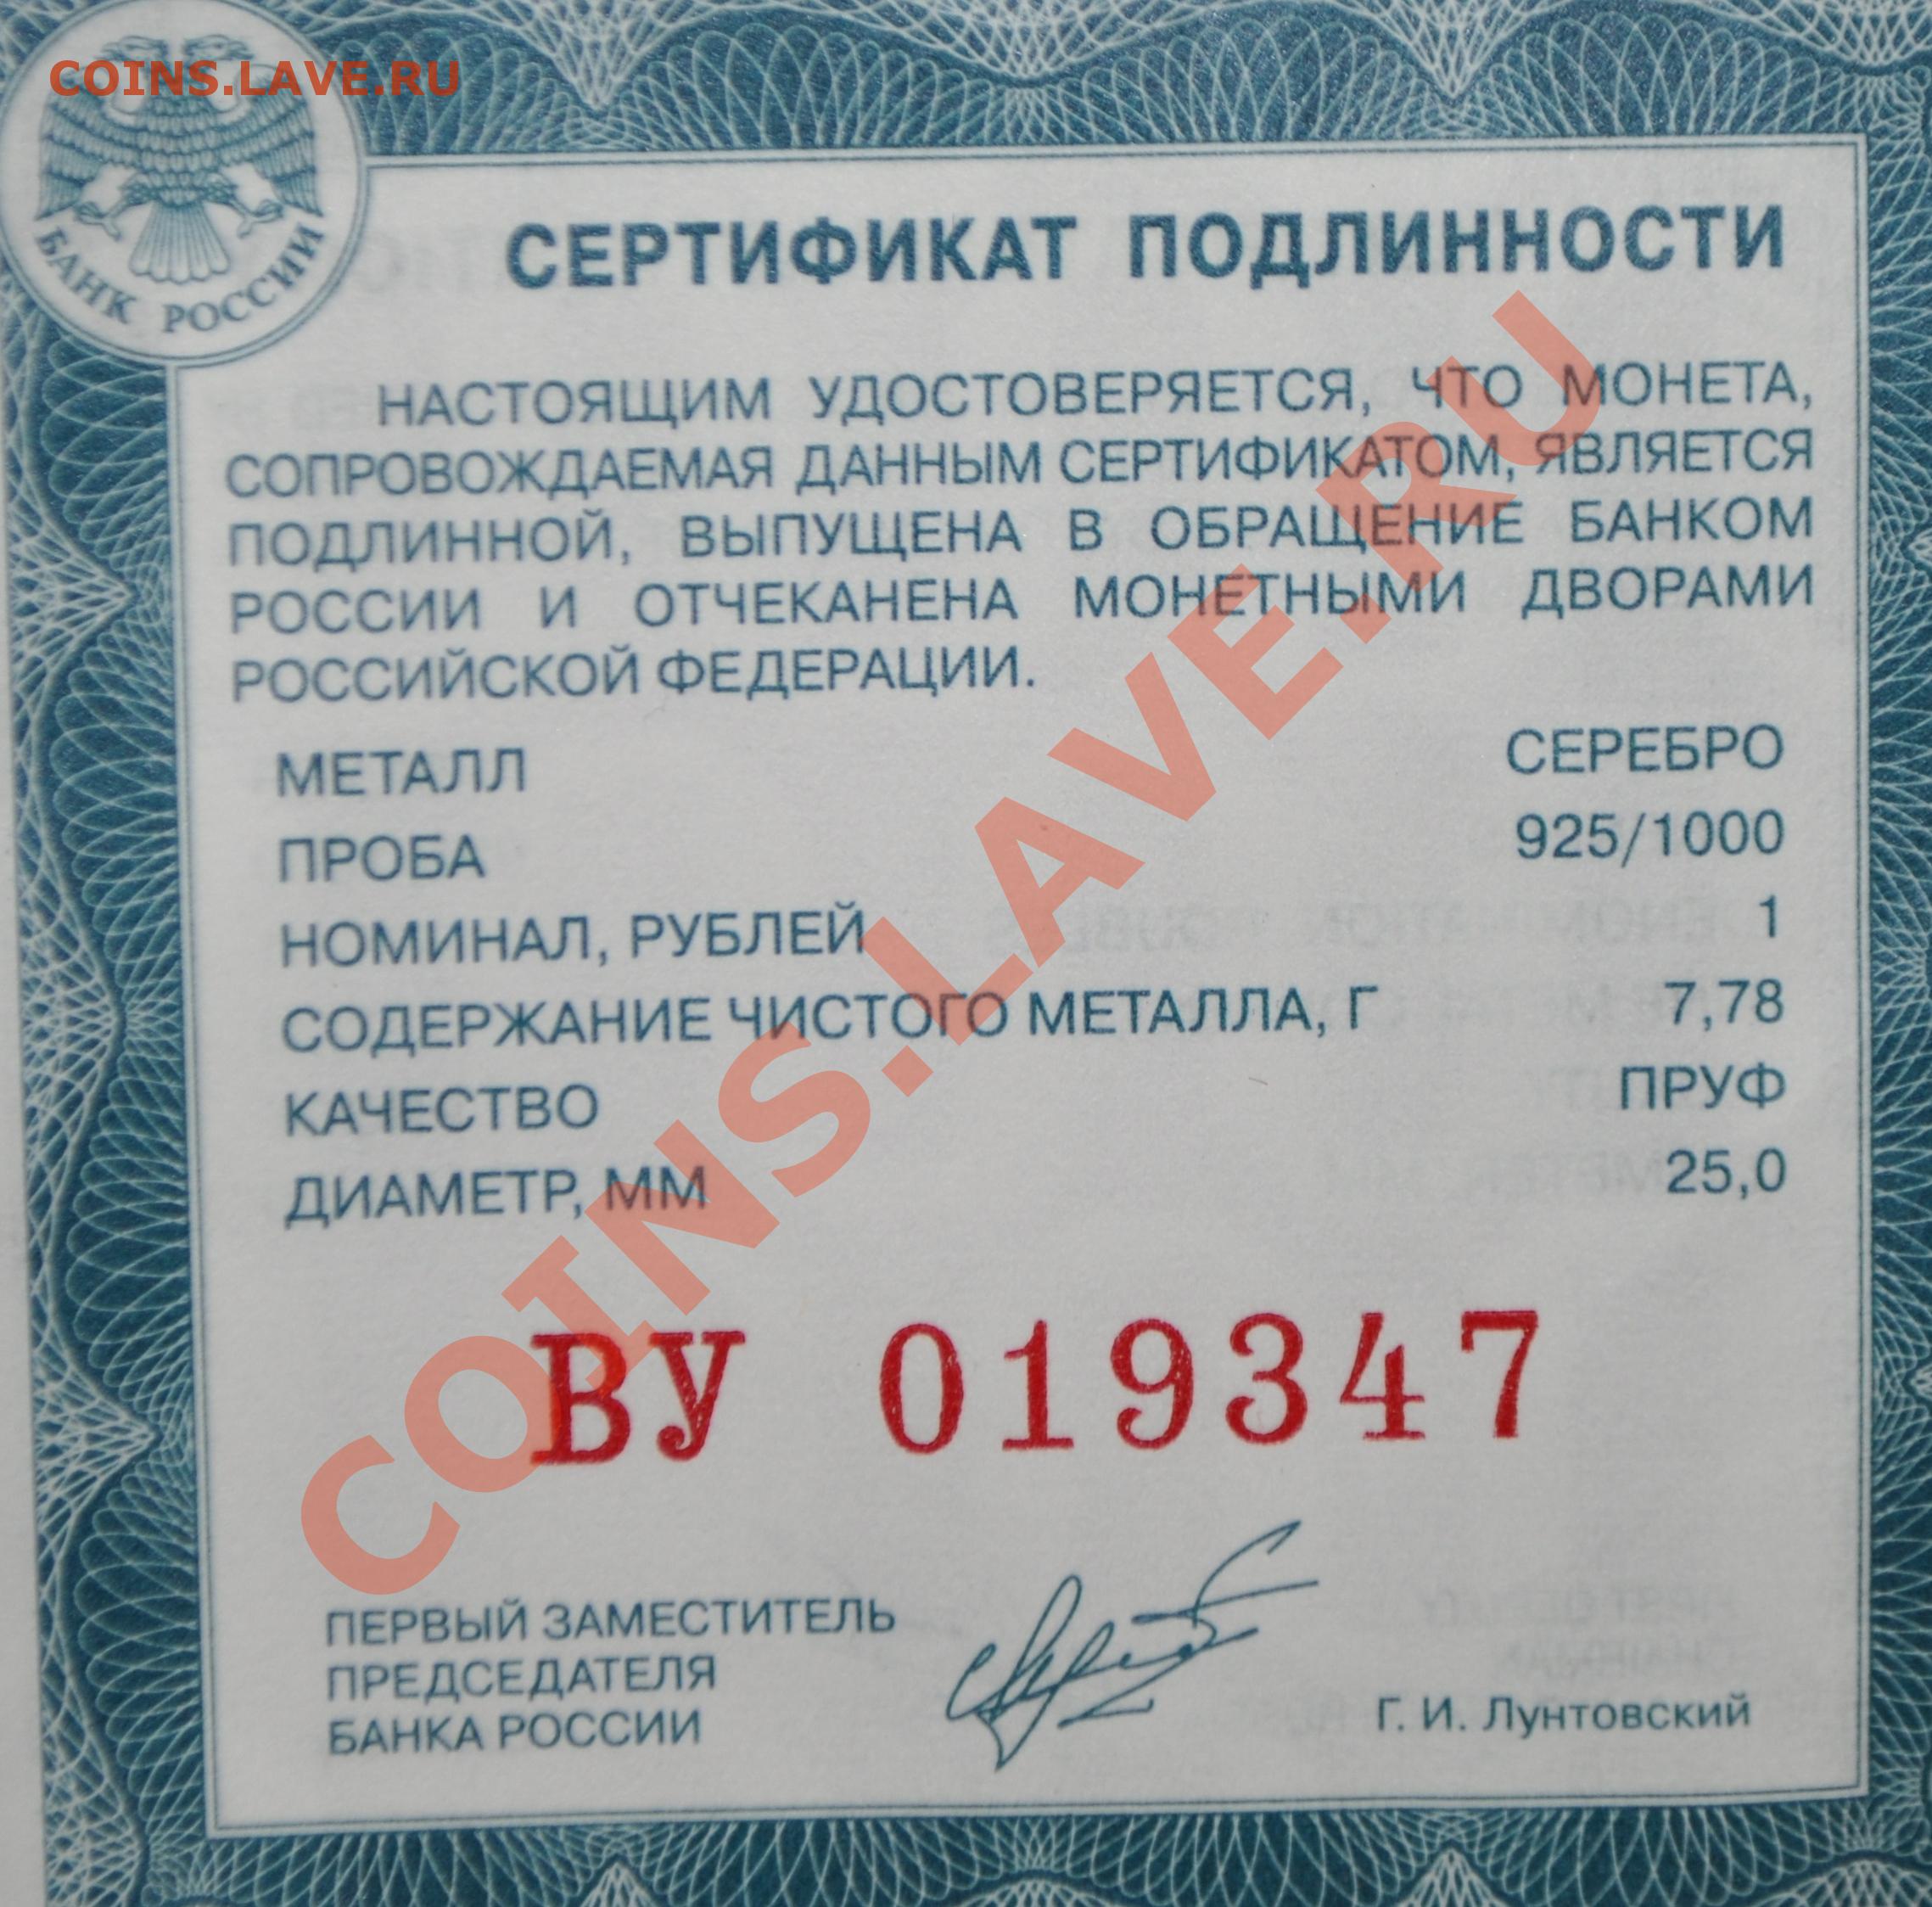 COINS.LAVE.RU
БАНК РОССИИ
СЕРТИФИКАТ ПОДЛИННОСТИ
НАСТОЯЩИМ УДОСТОВЕРЯЕТСЯ, ЧТО МОНЕТА,
СОПРОВОЖДАЕМАЯ ДАННЫМ СЕРТИФИКАТОМ, ЯВЛЯЕТСЯ
ПОДЛИННОЙ, ВЫПУЩЕНА В ОБРАЩЕНИЕ БАНКОМ
РОССИИ И ОТЧЕКАНЕНА МОНЕТНЫМИ ДВОРАМИ
РОССИЙСКОЙ ФЕДЕРАЦИИ.
МЕТАЛЛ СЕРЕБРО
ПРОБА 925/1000
НОМИНАЛ, РУБЛЕЙ 1
СОДЕРЖАНИЕ ЧИСТОГО МЕТАЛЛА, Г 7,78
КАЧЕСТВО ПРУФ
ДИАМЕТР, ММ 25,0
COINS.LAVE.RU
ВУ 019347
ПЕРВЫЙ ЗАМЕСТИТЕЛЬ
ПРЕДСЕДАТЕЛЯ
БАНКА РОССИИ
Г. И. Лунтовский